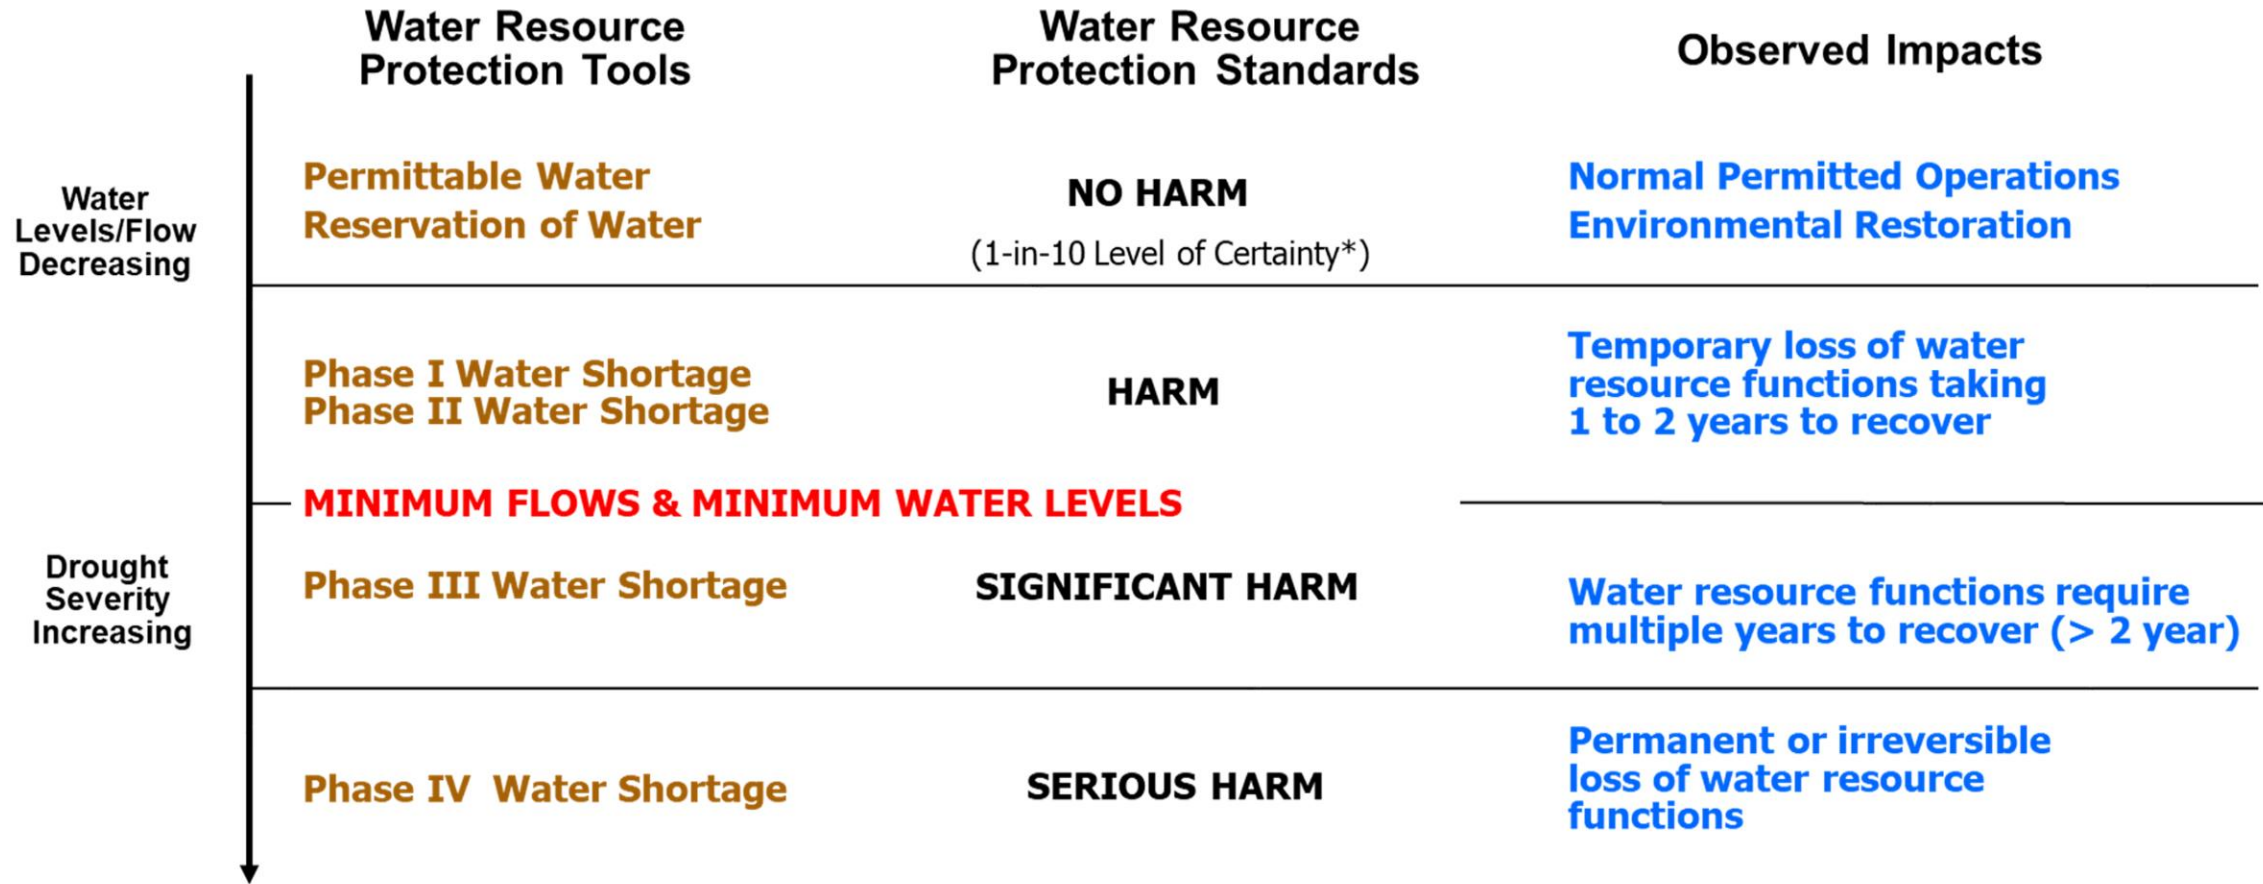 Water Resource
Protection Tools
Water Resource
Protection Standards
Observed Impacts
Water
Levels/Flow
Decreasing
Permittable Water
Reservation of Water
NO HARM
(1-in-10 Level of Certainty*)
Normal Permitted Operations
Environmental Restoration
Phase I Water Shortage
Phase II Water Shortage
HARM
Temporary loss of water
resource functions taking
1 to 2 years to recover
MINIMUM FLOWS & MINIMUM WATER LEVELS
Drought
Severity
Increasing
Phase III Water Shortage
SIGNIFICANT HARM
Water resource functions require
multiple years to recover (> 2 year)
Phase IV Water Shortage
SERIOUS HARM
Permanent or irreversible
loss of water resource
functions